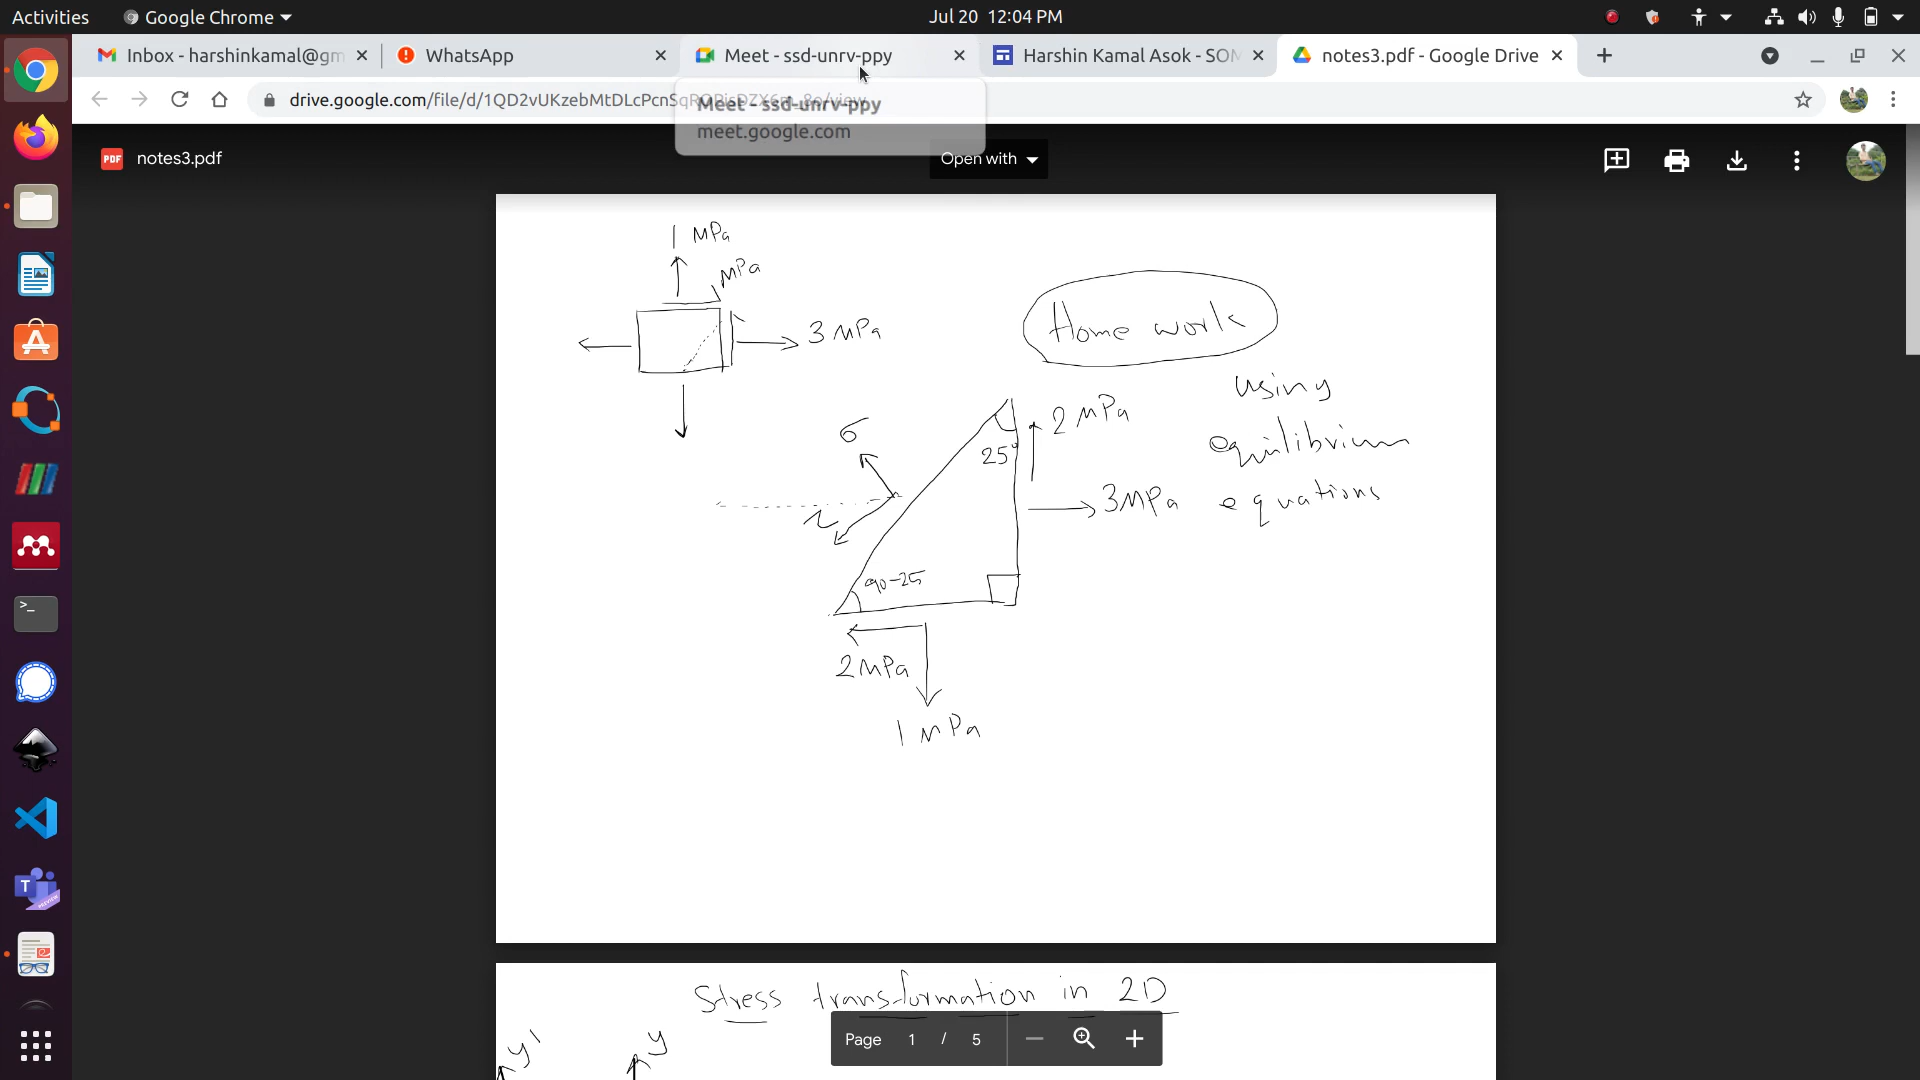 Activities
Google Chrome
Jul 20 12:04 PM
Inbox - harshinkamal@gm
WhatsApp
Meet - ssd-unrv-ppy
Harshin Kamal Asok - SOM
notes3.pdf - Google Drive
drive.google.com/file/d/1QD2vUKzebMtDLcPcnSqR
Meet - ssd-unrv-ppy
meet.google.com
PDF notes3.pdf
Open with
1 MPa
MPa
3 MPa
Home work
using
equilibrium
equations
σ
τ
25°
2 MPa
3MPa
90-25
2 MPa
1 MPa
Stress transformation in 2D
y'
y
Page 1 / 5